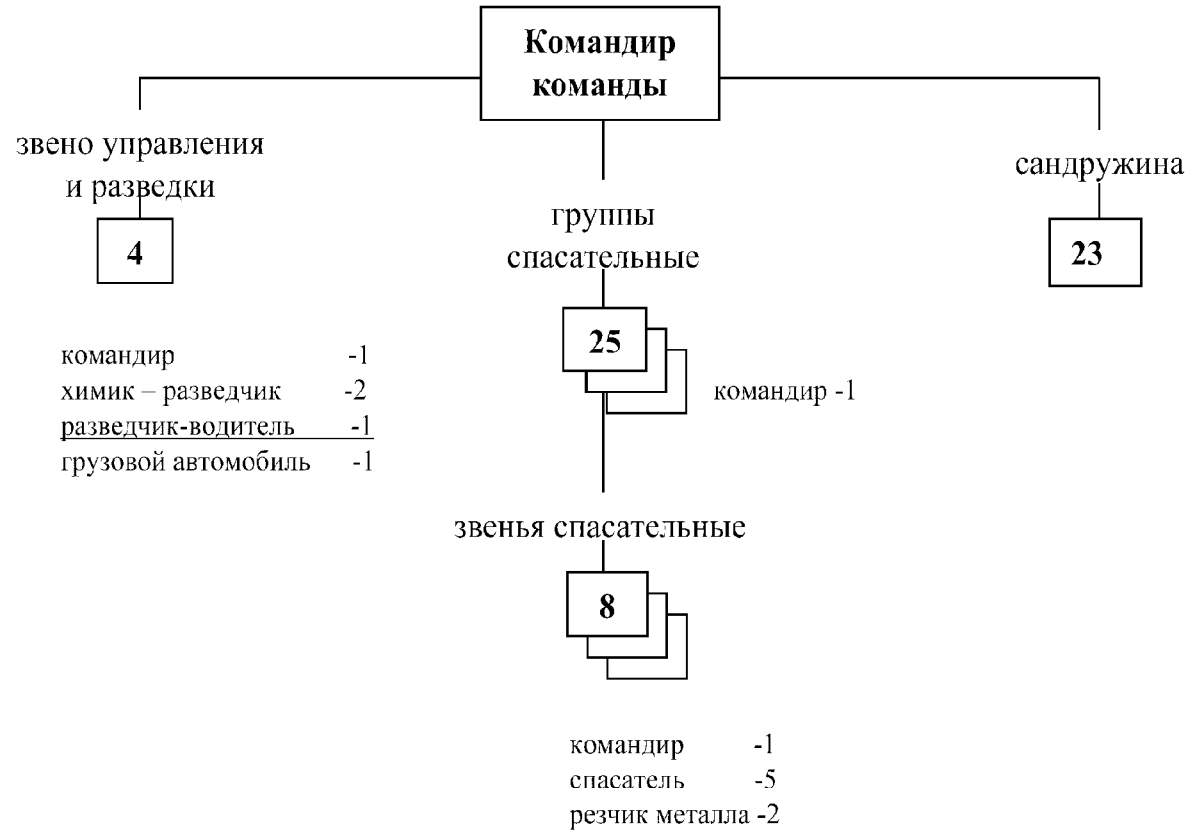 Командир
команды
звено управления
и разведки
4
командир -1
химик – разведчик -2
разведчик-водитель -1
грузовой автомобиль -1
группы
спасательные
25
командир -1
звенья спасательные
8
командир -1
спасатель -5
резчик металла -2
сандружина
23